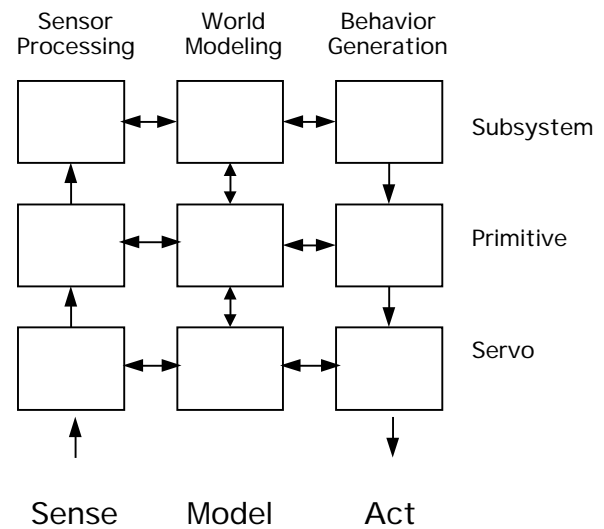 Sensor
Processing
World
Modeling
Behavior
Generation
Subsystem
Primitive
Servo
Sense
Model
Act